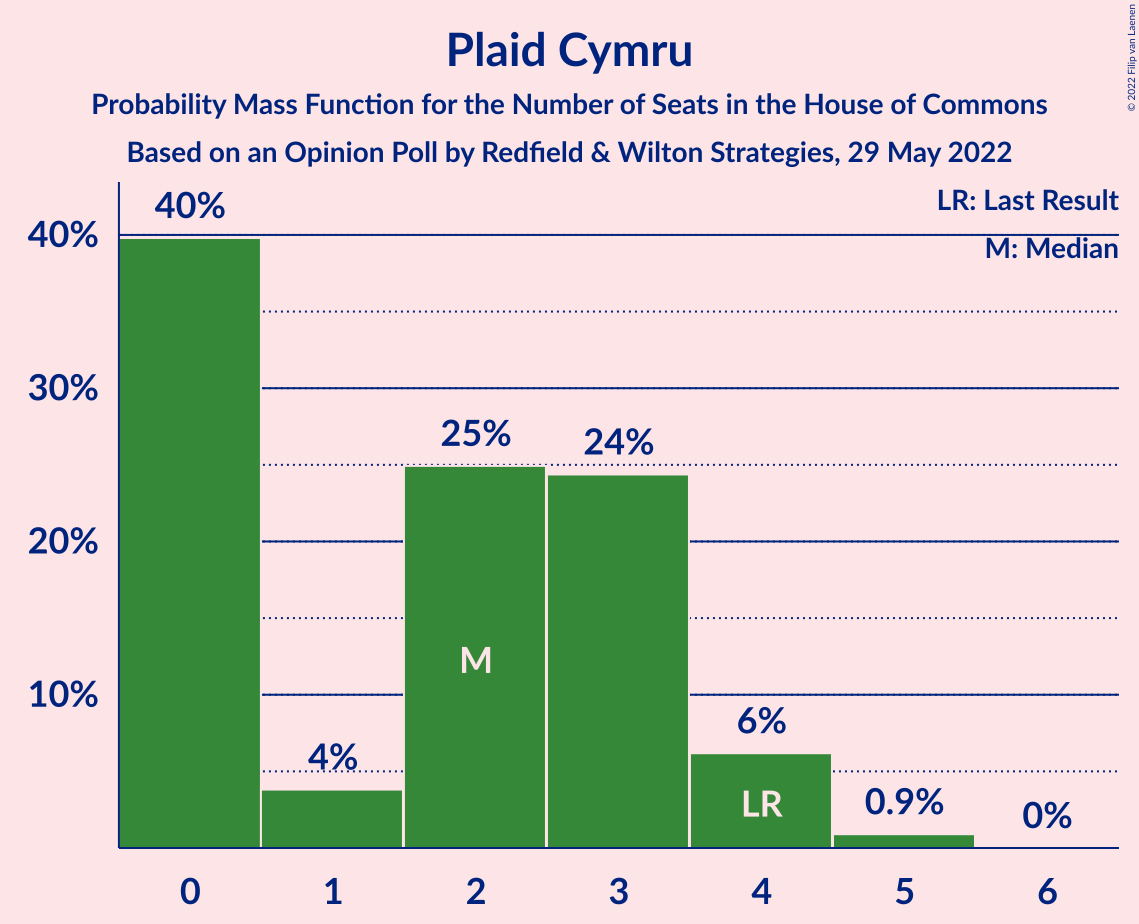 © 2022 Filip van Laenen
Plaid Cymru
Probability Mass Function for the Number of Seats in the House of Commons
Based on an Opinion Poll by Redfield & Wilton Strategies, 29 May 2022
LR: Last Result
M: Median
40%
30%
20%
10%
40%
4%
25%
24%
6%
0.9%
0%
M
LR
0 1 2 3 4 5 6